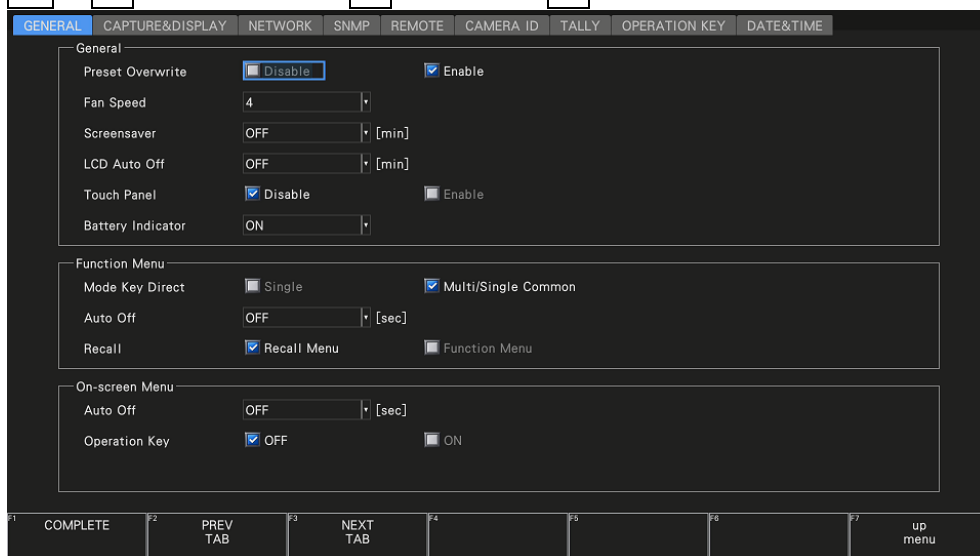 GENERAL CAPTURE&DISPLAY NETWORK SNMP REMOTE CAMERA ID TALLY OPERATION KEY DATE&TIME
General
Preset Overwrite Disable Enable
Fan Speed 4
Screensaver OFF [min]
LCD Auto Off OFF [min]
Touch Panel Disable Enable
Battery Indicator ON
Function Menu
Mode Key Direct Single Multi/Single Common
Auto Off OFF [sec]
Recall Recall Menu Function Menu
On-screen Menu
Auto Off OFF [sec]
Operation Key OFF ON
F1 COMPLETE F2 PREV F3 NEXT F4 F5 F6 F7 up
TAB TAB menu